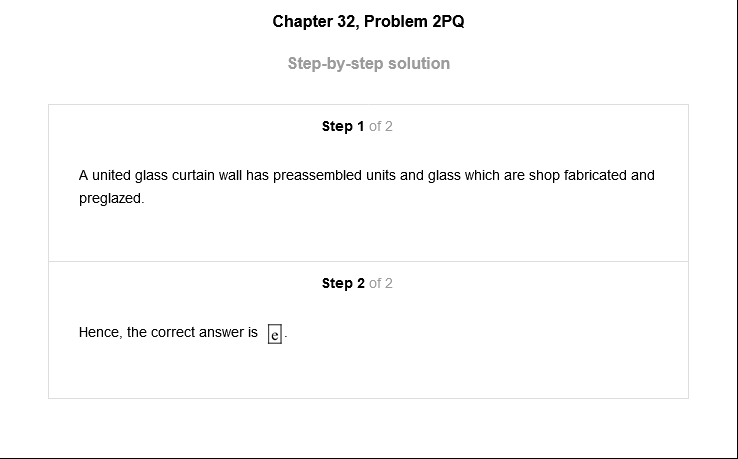 Chapter 32, Problem 2PQ
Step-by-step solution
Step 1 of 2
A united glass curtain wall has preassembled units and glass which are shop fabricated and
preglazed.
Step 2 of 2
Hence, the correct answer is e.